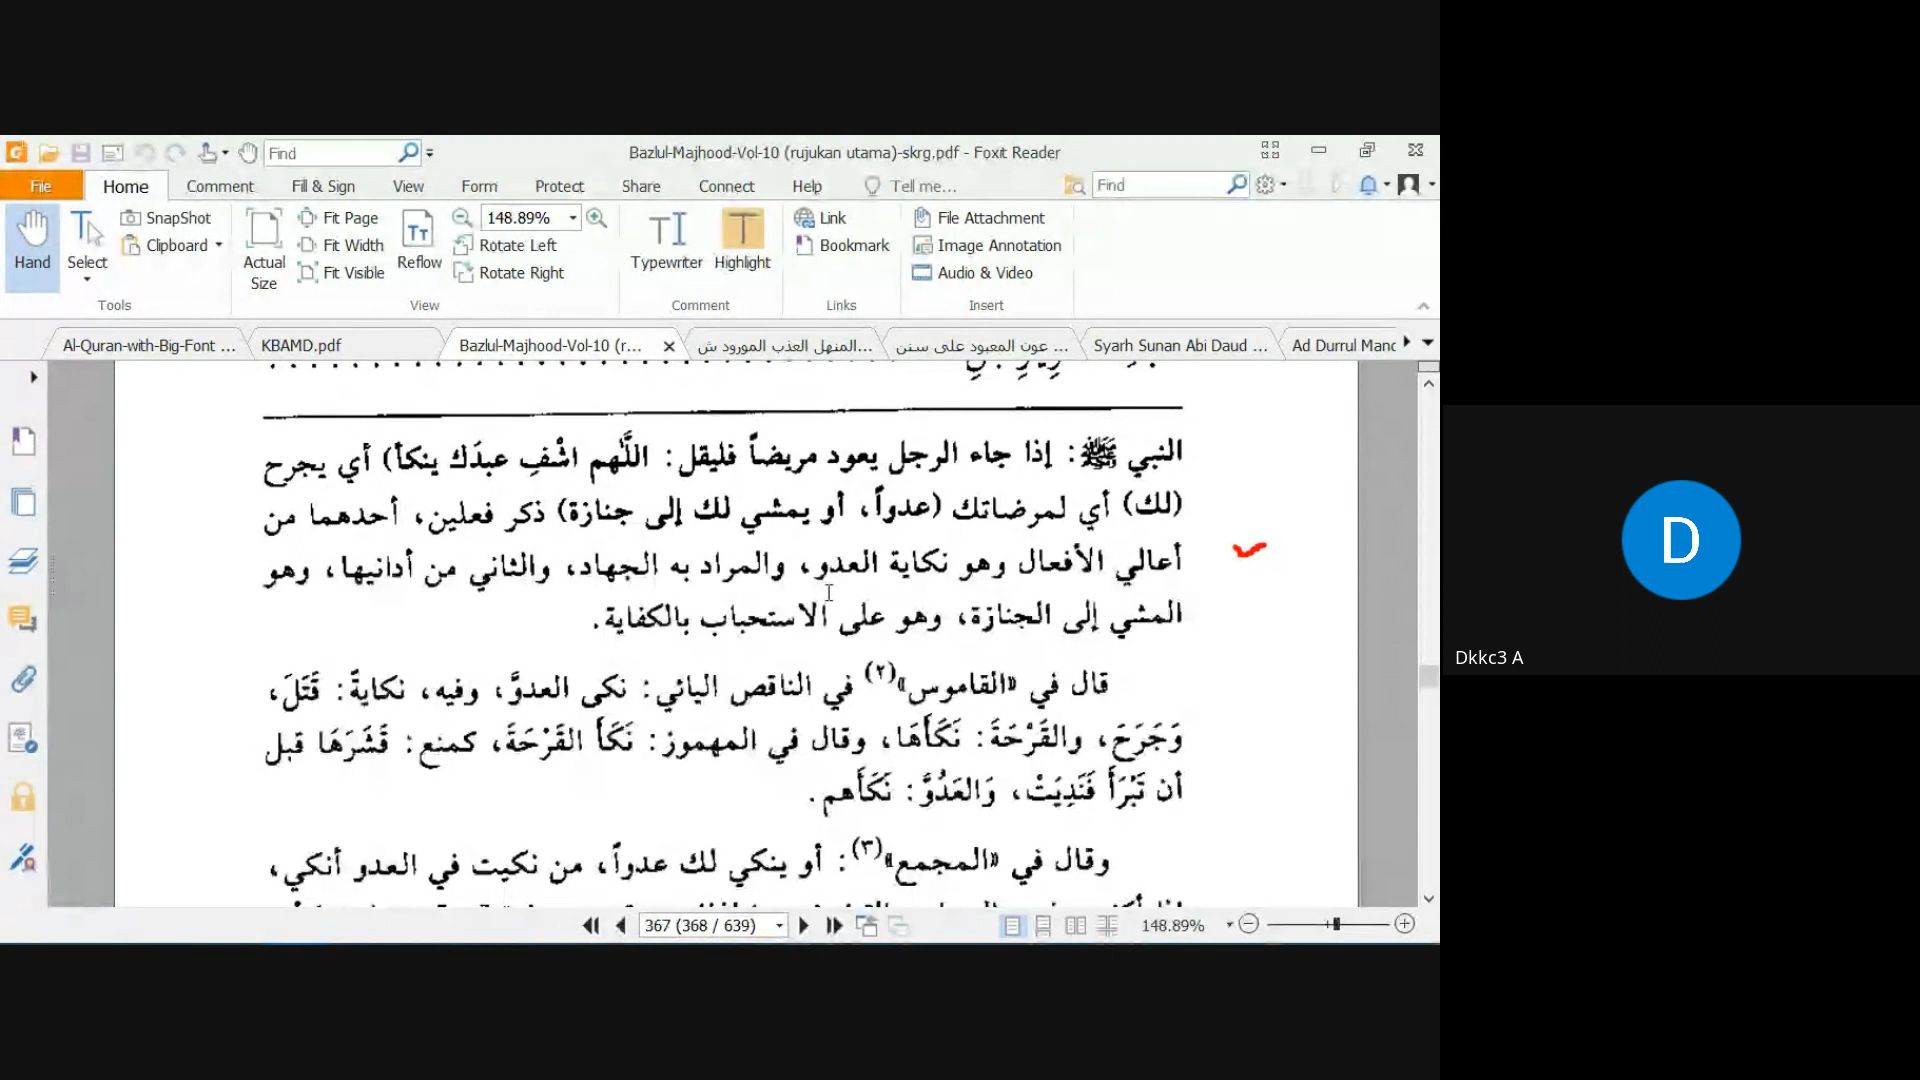 Find
Bazlul-Majhood-Vol-10 (rujukan utama)-skrg.pdf - Foxit Reader
File Home Comment Fill & Sign View Form Protect Share Connect Help Tell me... Find
Hand
Select
SnapShot
Clipboard
Tools
Actual Size
Fit Page
Fit Width
Fit Visible
Reflow
148.89%
Rotate Left
Rotate Right
View
Typewriter
Highlight
Comment
Link
Bookmark
Links
File Attachment
Image Annotation
Audio & Video
Insert
Al-Quran-with-Big-Font ...
KBAMD.pdf
Bazlul-Majhood-Vol-10 (r...
المنهل العذب المورود ش...
عون المعبود على سنن ...
Syarh Sunan Abi Daud ...
Ad Durrul Manc
النبي ﷺ: إذا جاء الرجل يعود مريضاً فليقل: اللَّهم اشْفِ عبدَك ينكأ) أي يجرح
(لك) أي لمرضاتك (عدواً، أو يمشي لك إلى جنازة) ذكر فعلين، أحدهما من
أعالي الأفعال وهو نكاية العدو، والمراد به الجهاد، والثاني من أدانيها، وهو
المشي إلى الجنازة، وهو على الاستحباب بالكفاية.
قال في «القاموس»(٢) في الناقص اليائي: نكى العدوَّ، وفيه، نكايةً: قَتَلَ،
وَجَرَحَ، والقَرْحَةَ: نَكَأَهَا، وقال في المهموز: نَكَأَ القَرْحَةَ، كمنع: قَشَرَهَا قبل
أن تَبْرَأَ فَنَدِيَتْ، وَالعَدُوَّ: نَكَأَهم.
وقال في «المجمع»(٣): أو ينكي لك عدواً، من نكيت في العدو أنكي،
367 (368 / 639)
148.89%
D
Dkkc3 A